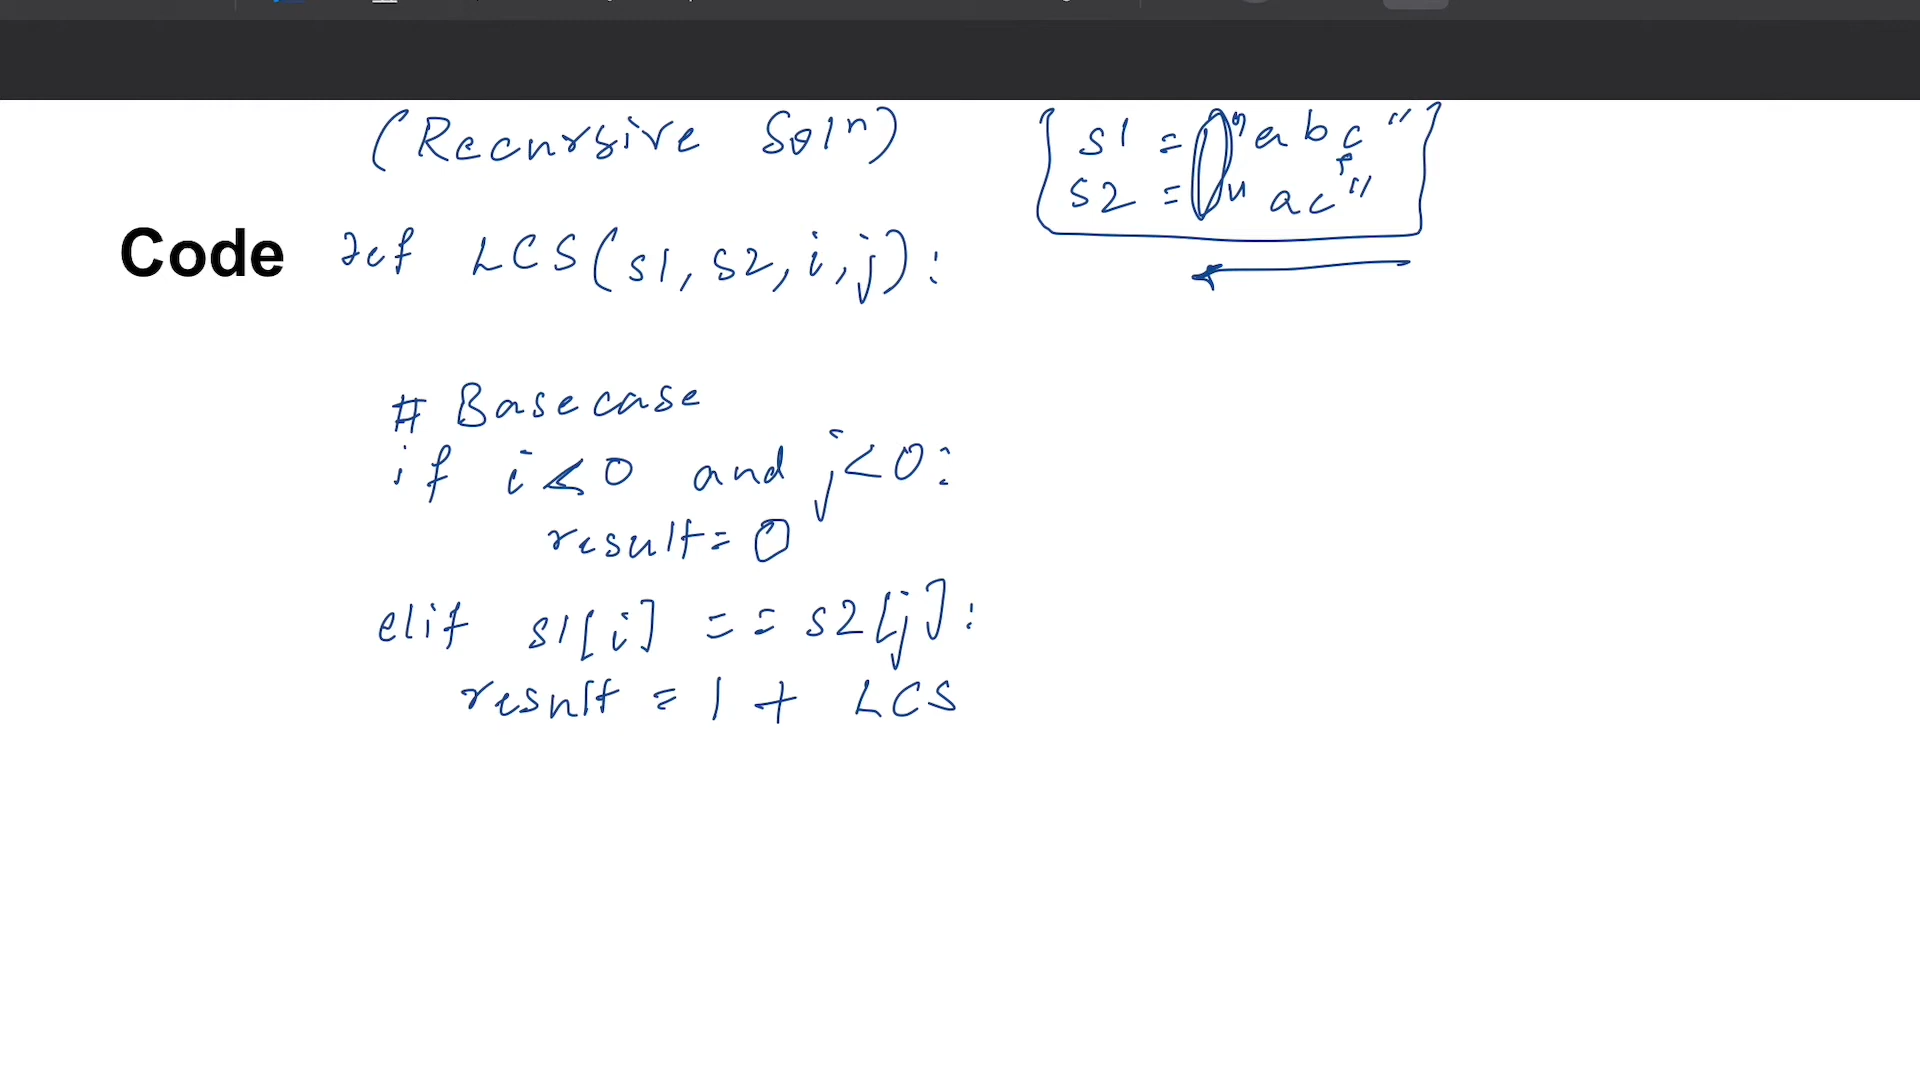 (Recursive Solⁿ)
s1 = "abc"
s2 = "ac"
Code
def LCS(s1, s2, i, j):
# Basecase
if i<0 and j<0:
result = 0
elif s1[i] == s2[j]:
result = 1 + LCS